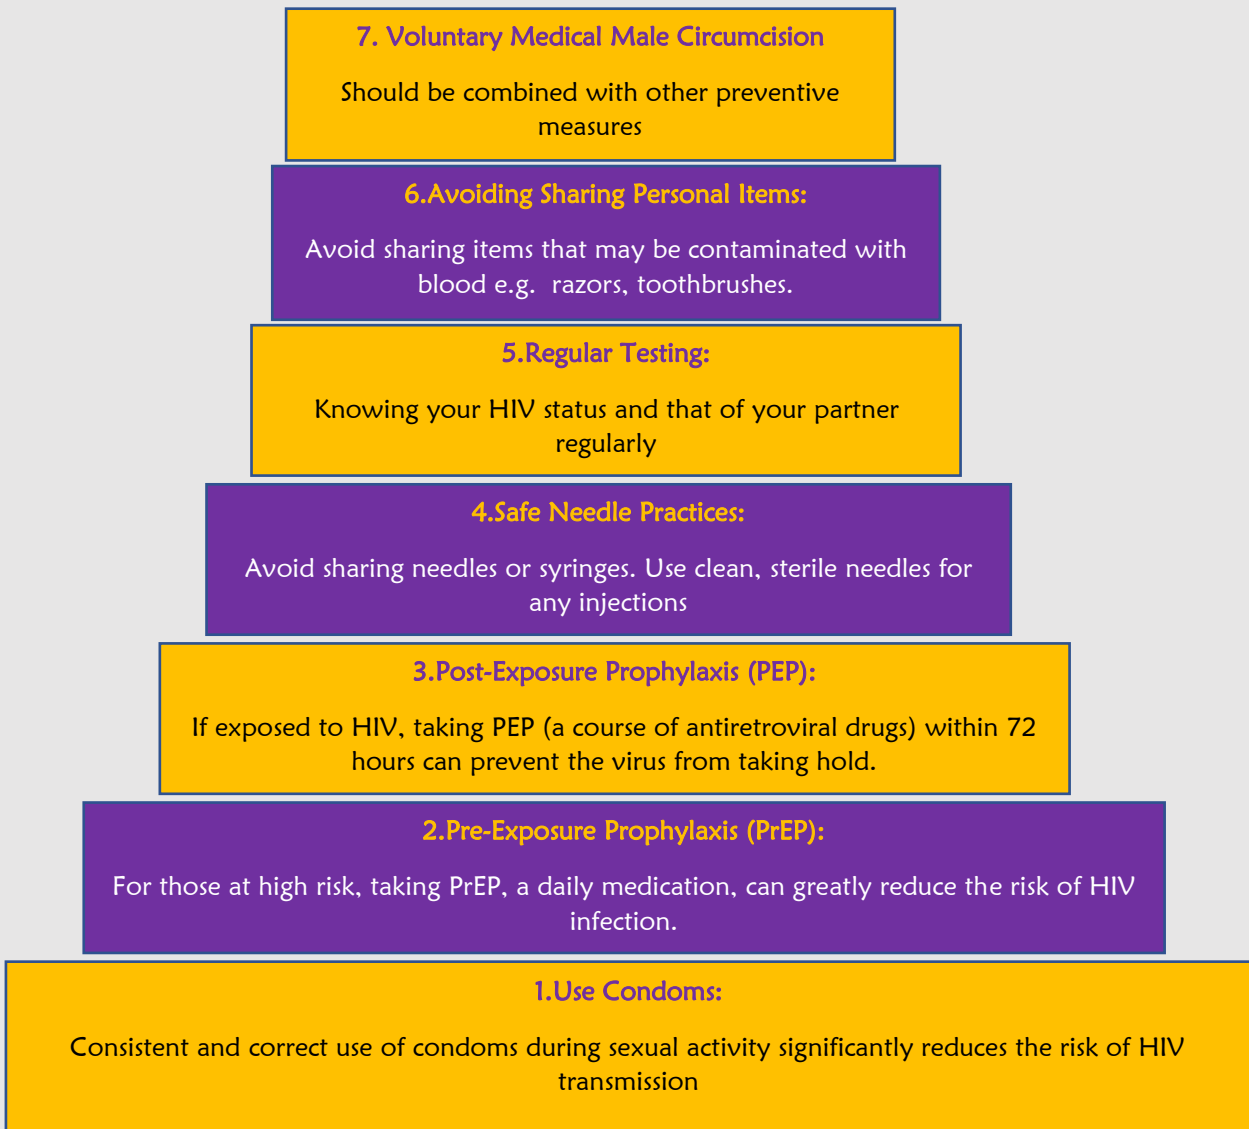 7. Voluntary Medical Male Circumcision
Should be combined with other preventive
measures
6.Avoiding Sharing Personal Items:
Avoid sharing items that may be contaminated with
blood e.g. razors, toothbrushes.
5.Regular Testing:
Knowing your HIV status and that of your partner
regularly
4.Safe Needle Practices:
Avoid sharing needles or syringes. Use clean, sterile needles for
any injections
3.Post-Exposure Prophylaxis (PEP):
If exposed to HIV, taking PEP (a course of antiretroviral drugs) within 72
hours can prevent the virus from taking hold.
2.Pre-Exposure Prophylaxis (PrEP):
For those at high risk, taking PrEP, a daily medication, can greatly reduce the risk of HIV
infection.
1.Use Condoms:
Consistent and correct use of condoms during sexual activity significantly reduces the risk of HIV
transmission